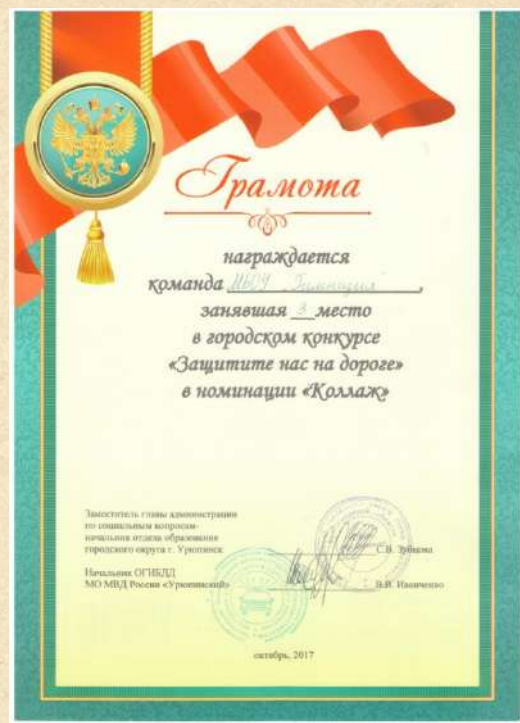 Грамота
награждается
команда МБОУ "Гимназия",
занявшая 3 место
в городском конкурсе
«Защитите нас на дороге»
в номинации «Коллаж»
Заместитель главы администрации
по социальным вопросам-
начальник отдела образования
городского округа г. Урюпинск
С.В. Зубкова
Начальник ОГИБДД
МО МВД России «Урюпинский»
В.В. Иванченко
октябрь, 2017